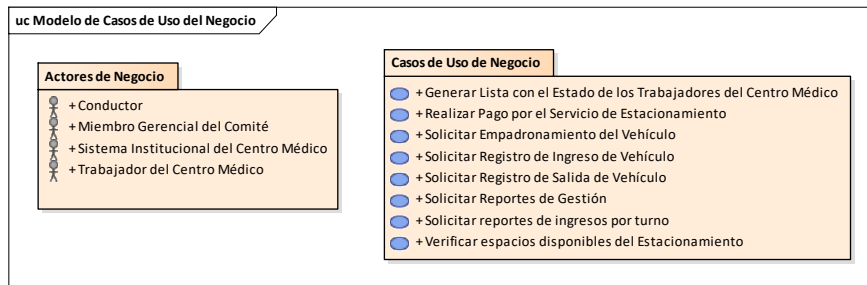 uc Modelo de Casos de Uso del Negocio
Actores de Negocio
+Conductor
+Miembro Gerencial del Comité
+Sistema Institucional del Centro Médico
+Trabajador del Centro Médico
Casos de Uso de Negocio
+Generar Lista con el Estado de los Trabajadores del Centro Médico
+Realizar Pago por el Servicio de Estacionamiento
+Solicitar Empadronamiento del Vehículo
+Solicitar Registro de Ingreso de Vehículo
+Solicitar Registro de Salida de Vehículo
+Solicitar Reportes de Gestión
+Solicitar reportes de ingresos por turno
+Verificar espacios disponibles del Estacionamiento